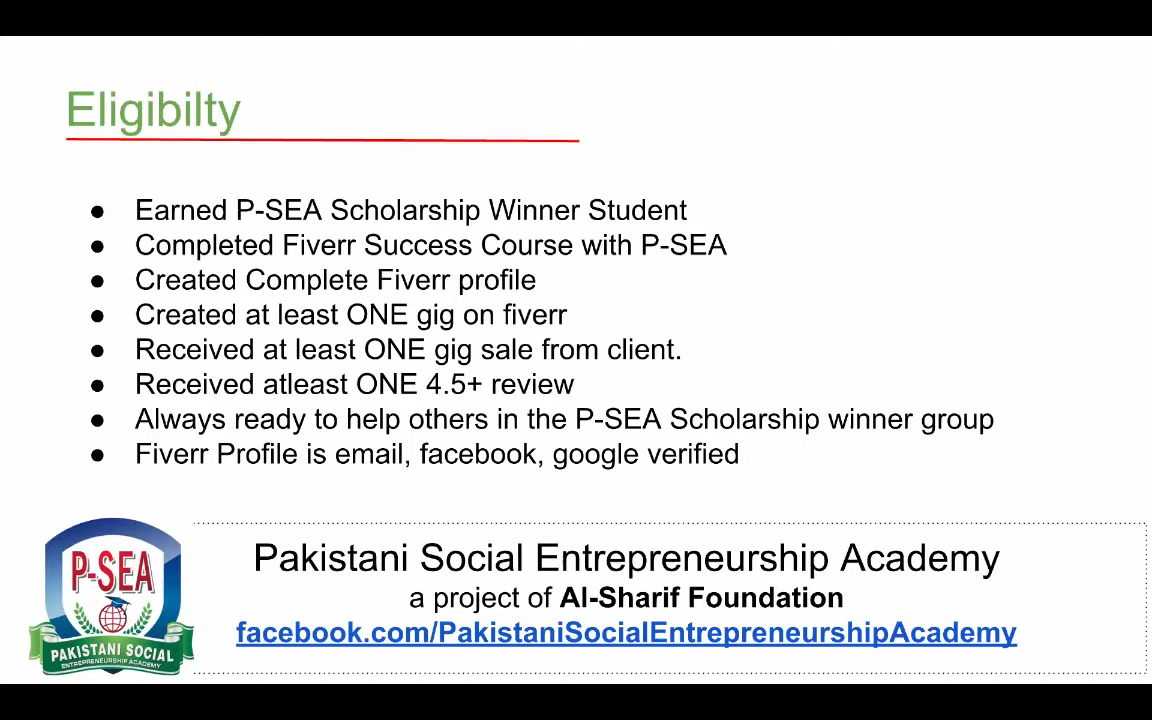 Eligibilty
● Earned P-SEA Scholarship Winner Student
● Completed Fiverr Success Course with P-SEA
● Created Complete Fiverr profile
● Created at least ONE gig on fiverr
● Received at least ONE gig sale from client.
● Received atleast ONE 4.5+ review
● Always ready to help others in the P-SEA Scholarship winner group
● Fiverr Profile is email, facebook, google verified
P-SEA
PAKISTANI SOCIAL
ENTREPRENEURSHIP ACADEMY
Pakistani Social Entrepreneurship Academy
a project of Al-Sharif Foundation
facebook.com/PakistaniSocialEntrepreneurshipAcademy